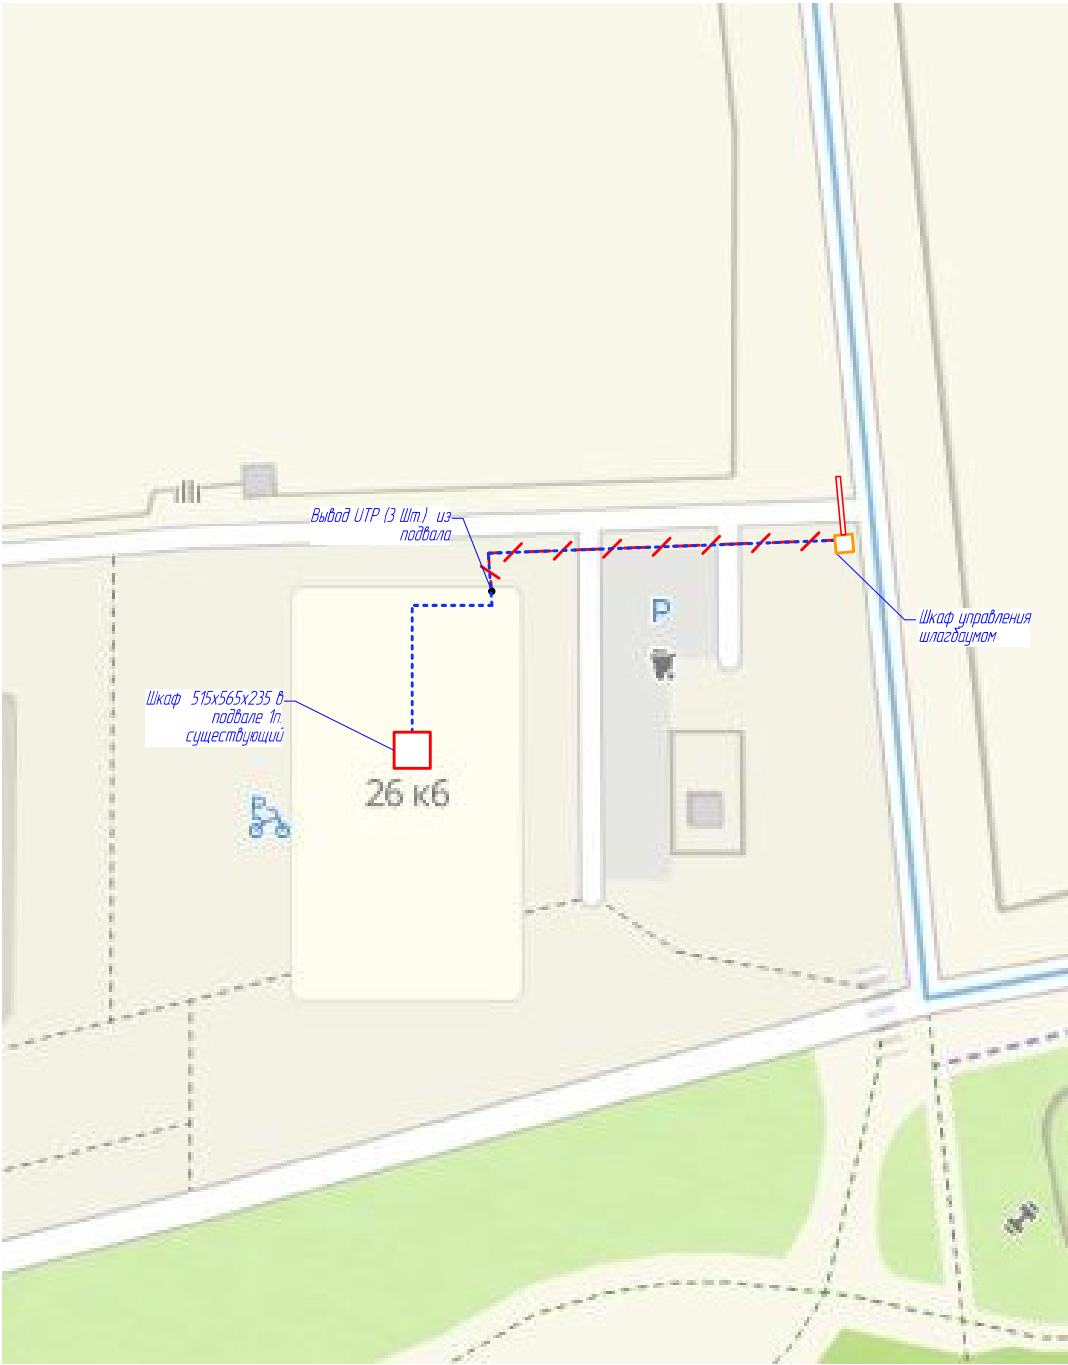 Вывод UTP (3 Шт.) из
подвала
P
Шкаф управления
шлагбаумом
Шкаф 515х565х235 в
подвале 1п.
существующий
26 к6
P